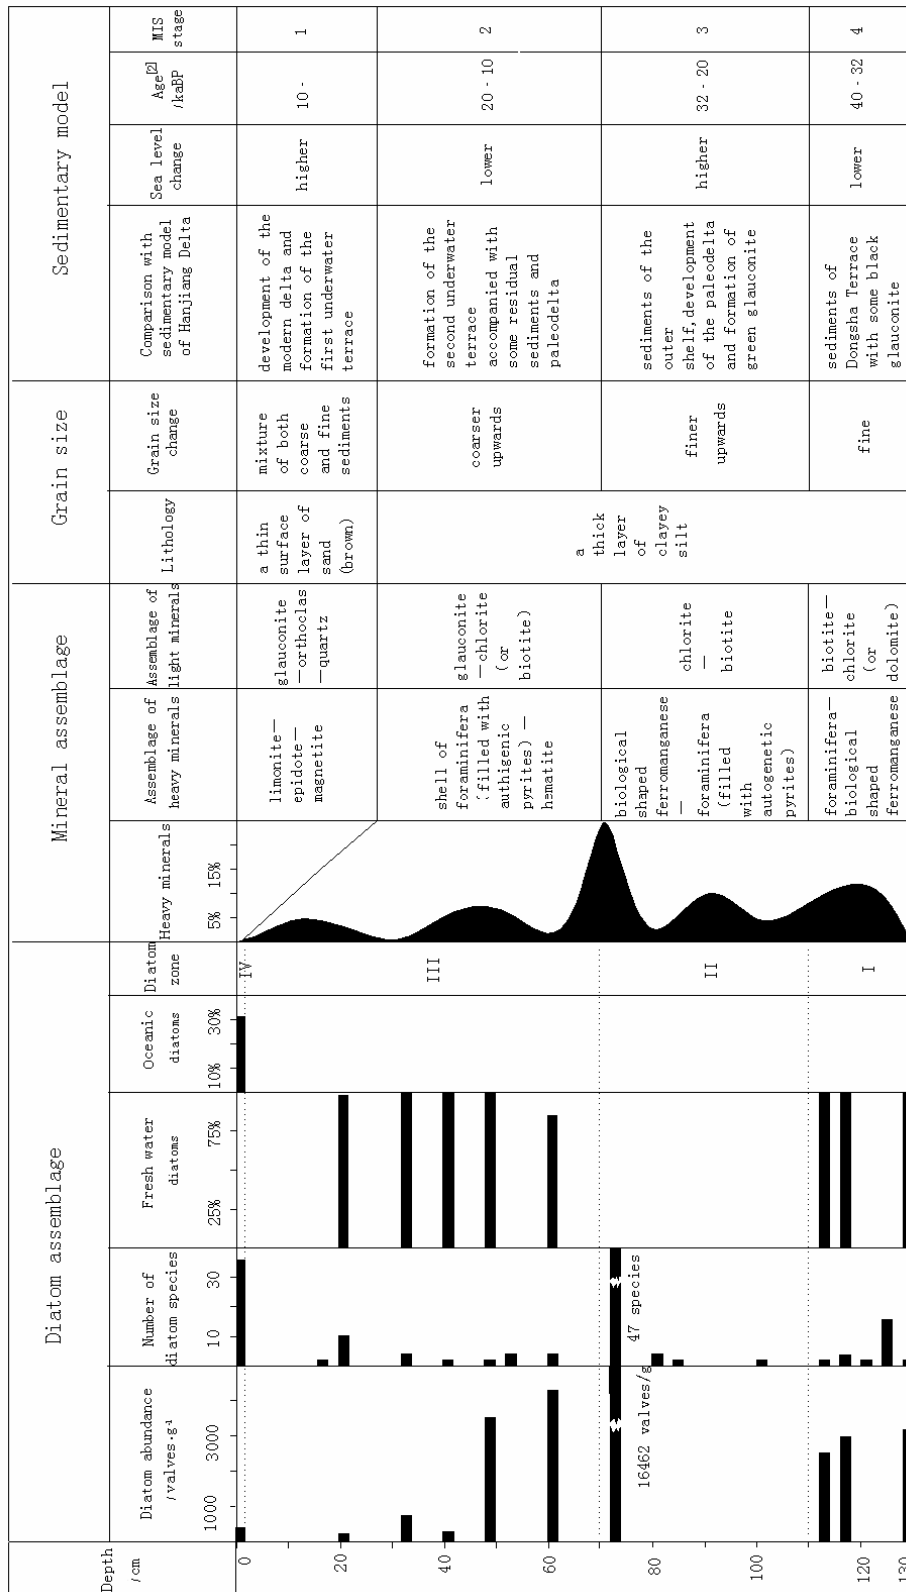 Depth
/cm
0
20
40
60
80
100
120
130
Diatom assemblage
Diatom abundance
/valves·g-1
1000
3000
16462 valves/g
Number of
diatom species
10
30
47 species
Fresh water
diatoms
25%
75%
Oceanic
diatoms
10%
30%
Diatom
zone
IV
III
II
I
Mineral assemblage
Heavy minerals
5%
15%
Assemblage of
heavy minerals
limonite—
epidote—
magnetite
shell of
foraminifera
(filled with
authigenic
pyrites) —
hematite
biological
shaped
ferromanganese
—
foraminifera
(filled
with
autogenetic
pyrites)
foraminifera—
biological
shaped
ferromanganese
Assemblage of
light minerals
glauconite
—orthoclas
—quartz
glauconite
—chlorite
(or
biotite)
chlorite
—
biotite
biotite—
chlorite
(or
dolomite)
Grain size
Lithology
a thin
surface
layer of
sand
(brown)
a
thick
layer
of
clayey
silt
Grain size
change
mixture
of both
coarse
and fine
sediments
coarser
upwards
finer
upwards
fine
Sedimentary model
Comparison with
sedimentary model
of Hanjiang Delta
development of the
modern delta and
formation of the
first underwater
terrace
formation of the
second underwater
terrace
accompanied with
some residual
sediments and
paleodelta
sediments of the
outer
shelf, development
of the paleodelta
and formation of
green glauconite
sediments of
Dongsha Terrace
with some black
glauconite
Sea level
change
higher
lower
higher
lower
Age[2]
/kaBP
10 -
20 - 10
32 - 20
40 - 32
MIS
stage
1
2
3
4